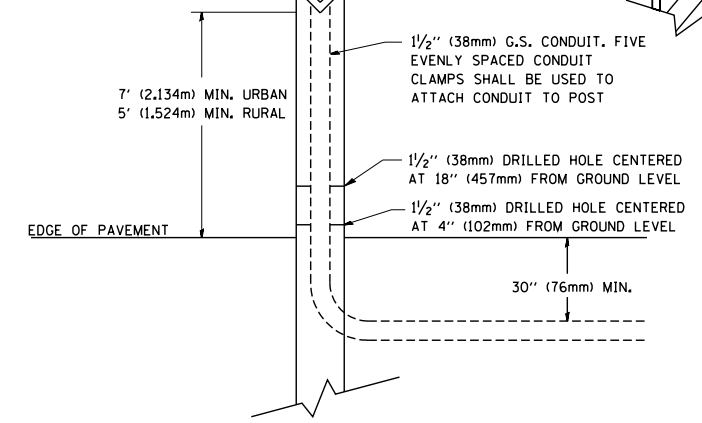 1½'' (38mm) G.S. CONDUIT. FIVE
EVENLY SPACED CONDUIT
CLAMPS SHALL BE USED TO
ATTACH CONDUIT TO POST
7' (2.134m) MIN. URBAN
5' (1.524m) MIN. RURAL
1½'' (38mm) DRILLED HOLE CENTERED
AT 18'' (457mm) FROM GROUND LEVEL
1½'' (38mm) DRILLED HOLE CENTERED
AT 4'' (102mm) FROM GROUND LEVEL
EDGE OF PAVEMENT
30'' (76mm) MIN.